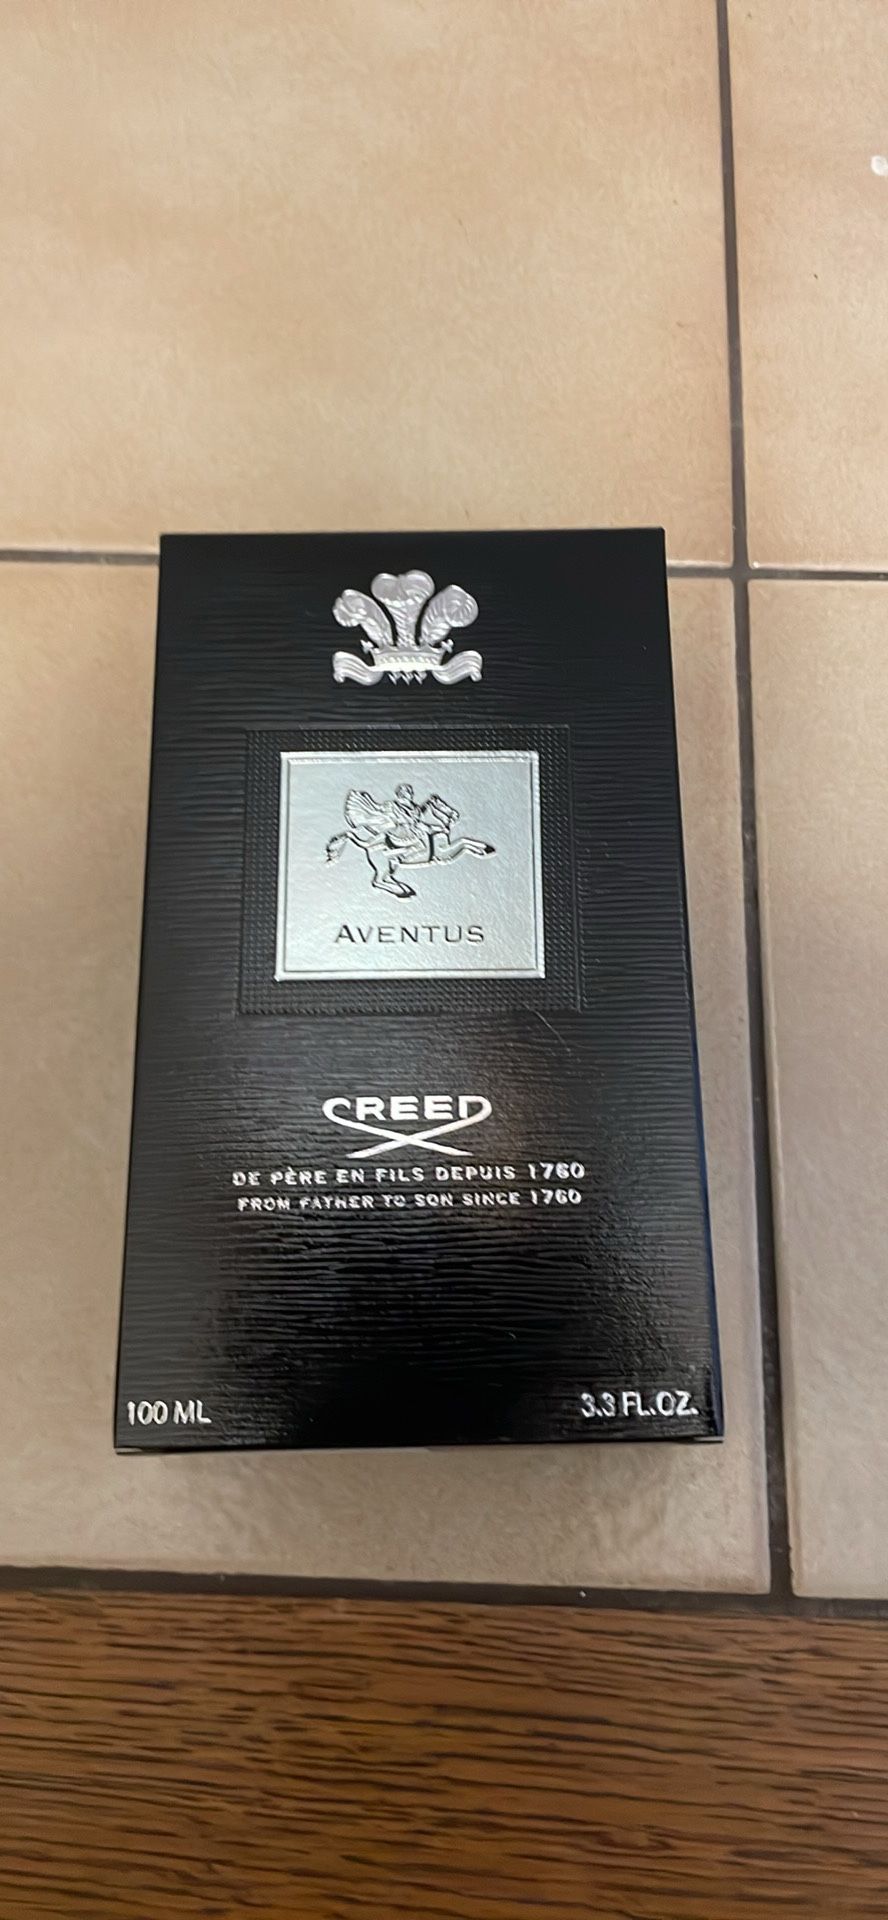 AVENTUS
CREED
DE PÈRE EN FILS DEPUIS 1760
FROM FATHER TO SON SINCE 1760
100 ML
3.3 FL.OZ.